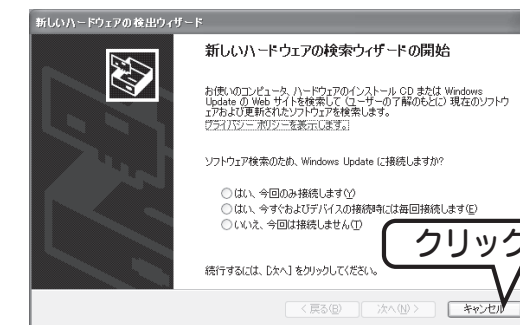 新しいハードウェアの検出ウィザード
新しいハードウェアの検索ウィザードの開始
お使いのコンピュータ、ハードウェアのインストール CD または Windows
Update の Web サイトを検索して (ユーザーの了解のもとに) 現在のソフトウ
ェアおよび更新されたソフトウェアを検索します。
プライバシー ポリシーを表示します。
ソフトウェア検索のため、Windows Update に接続しますか?
はい、今回のみ接続します(Y)
はい、今すぐおよびデバイスの接続時には毎回接続します(E)
いいえ、今回は接続しません(T)
クリック
続行するには、[次へ] をクリックしてください。
< 戻る(B) 次へ(N) > キャンセル